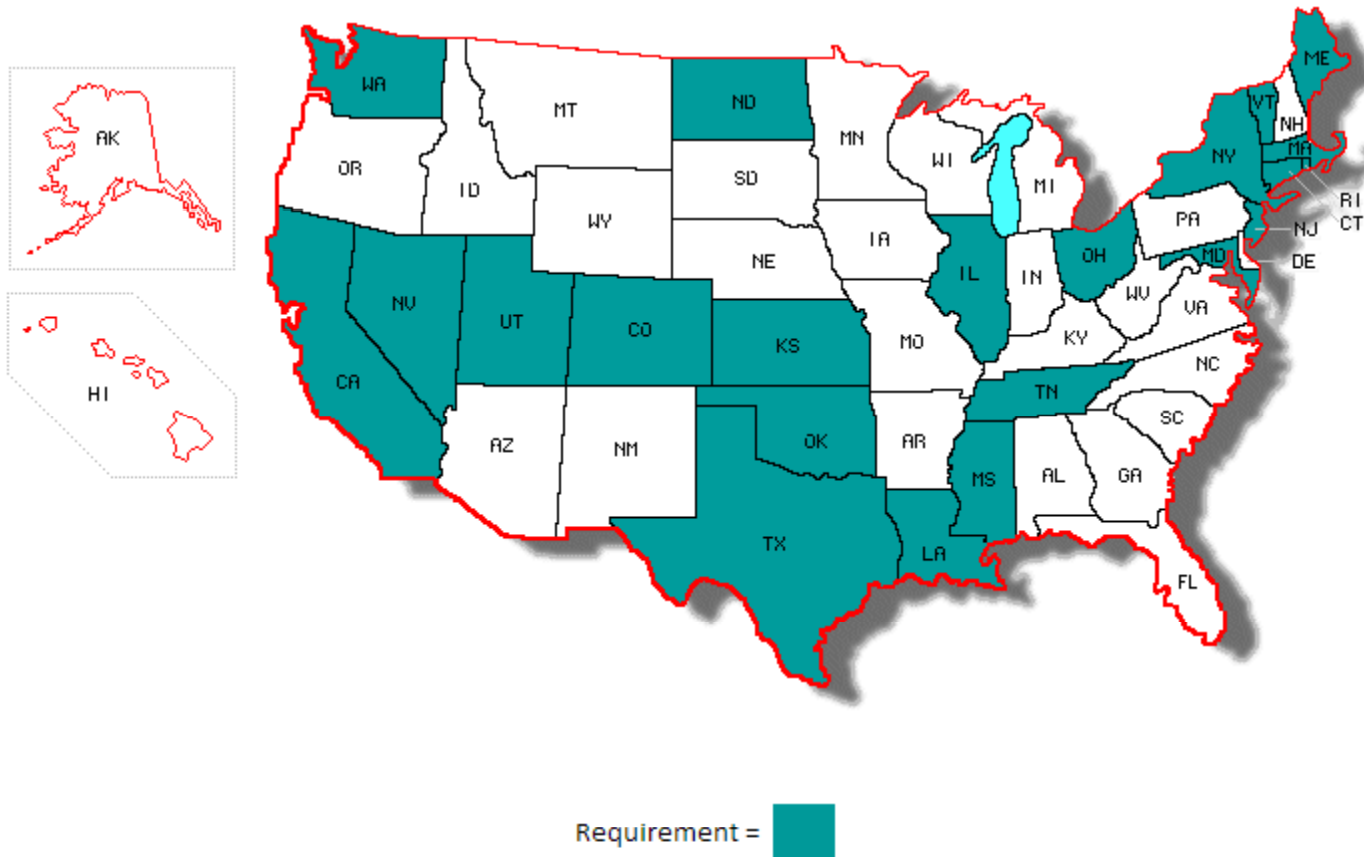 ME
WA
VT
ND
MT
NH
AK
MN
MA
OR
NY
WI
SD
ID
MI
WY
RI
PA
CT
IA
NJ
NE
OH
MD
DE
IL
IN
NV
WV
UT
VA
CO
KY
KS
MO
NC
CA
TN
HI
SC
AZ
NM
OK
AR
AL
GA
MS
TX
LA
FL
Requirement =